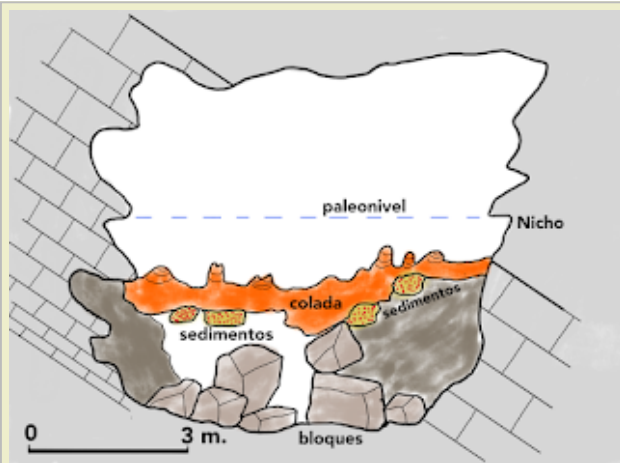 paleonivel
Nicho
colada
sedimentos
sedimentos
0 3 m.
bloques